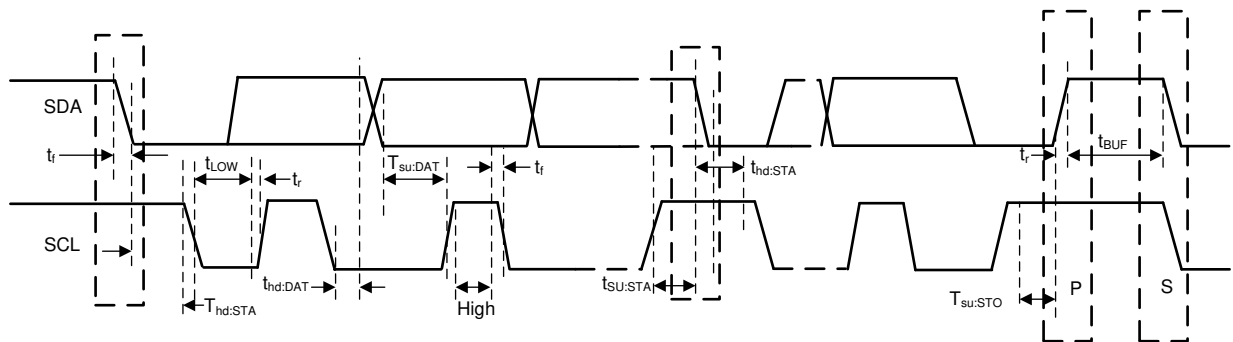 SDA
t_f
t_LOW
t_r
T_su:DAT
t_f
t_hd:STA
t_r
t_BUF
SCL
T_hd:STA
t_hd:DAT
High
t_SU:STA
T_su:STO
P
S